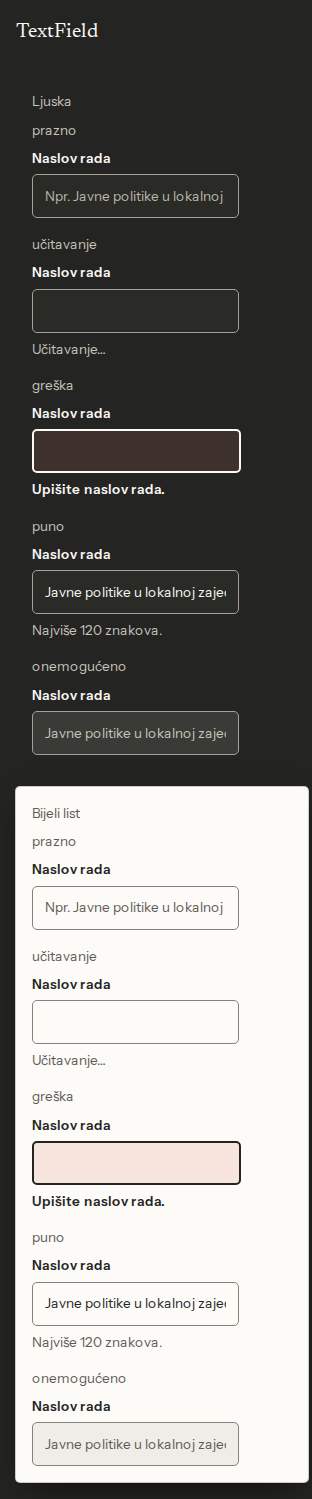 TextField
Ljuska
prazno
Naslov rada
Npr. Javne politike u lokalnoj
učitavanje
Naslov rada
Učitavanje…
greška
Naslov rada
Upišite naslov rada.
puno
Naslov rada
Javne politike u lokalnoj zajed
Najviše 120 znakova.
onemogućeno
Naslov rada
Javne politike u lokalnoj zajed
Bijeli list
prazno
Naslov rada
Npr. Javne politike u lokalnoj
učitavanje
Naslov rada
Učitavanje…
greška
Naslov rada
Upišite naslov rada.
puno
Naslov rada
Javne politike u lokalnoj zajed
Najviše 120 znakova.
onemogućeno
Naslov rada
Javne politike u lokalnoj zajed